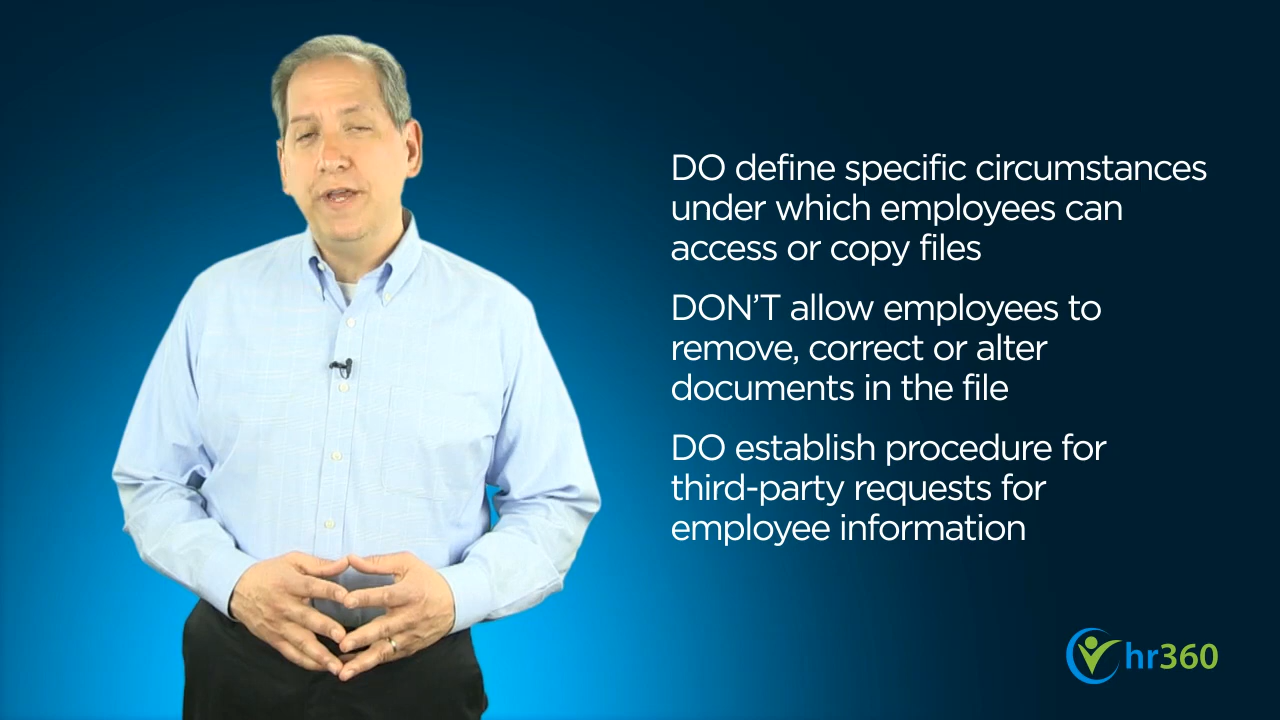 DO define specific circumstances
under which employees can
access or copy files
DON’T allow employees to
remove, correct or alter
documents in the file
DO establish procedure for
third-party requests for
employee information
hr360